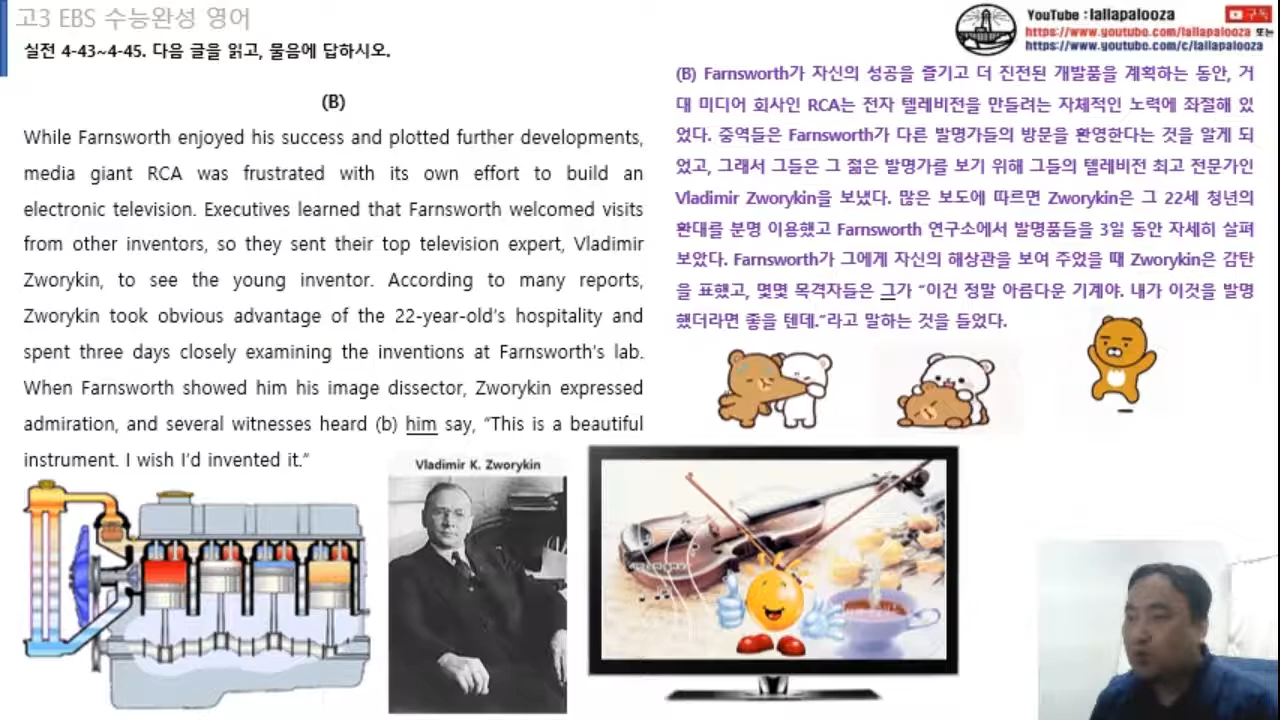 고3 EBS 수능완성 영어
실전 4-43~4-45. 다음 글을 읽고, 물음에 답하시오.
YouTube : lallapalooza
구독
https://www.youtube.com/lallapalooza 또는
https://www.youtube.com/c/lallapalooza
(B)
While Farnsworth enjoyed his success and plotted further developments,
media giant RCA was frustrated with its own effort to build an
electronic television. Executives learned that Farnsworth welcomed visits
from other inventors, so they sent their top television expert, Vladimir
Zworykin, to see the young inventor. According to many reports,
Zworykin took obvious advantage of the 22-year-old's hospitality and
spent three days closely examining the inventions at Farnsworth's lab.
When Farnsworth showed him his image dissector, Zworykin expressed
admiration, and several witnesses heard (b) him say, “This is a beautiful
instrument. I wish I'd invented it.”
(B) Farnsworth가 자신의 성공을 즐기고 더 진전된 개발품을 계획하는 동안, 거
대 미디어 회사인 RCA는 전자 텔레비전을 만들려는 자체적인 노력에 좌절해 있
었다. 중역들은 Farnsworth가 다른 발명가들의 방문을 환영한다는 것을 알게 되
었고, 그래서 그들은 그 젊은 발명가를 보기 위해 그들의 텔레비전 최고 전문가인
Vladimir Zworykin을 보냈다. 많은 보도에 따르면 Zworykin은 그 22세 청년의
환대를 분명 이용했고 Farnsworth 연구소에서 발명품들을 3일 동안 자세히 살펴
보았다. Farnsworth가 그에게 자신의 해상관을 보여 주었을 때 Zworykin은 감탄
을 표했고, 몇몇 목격자들은 그가 “이건 정말 아름다운 기계야. 내가 이것을 발명
했더라면 좋을 텐데.”라고 말하는 것을 들었다.
Vladimir K. Zworykin